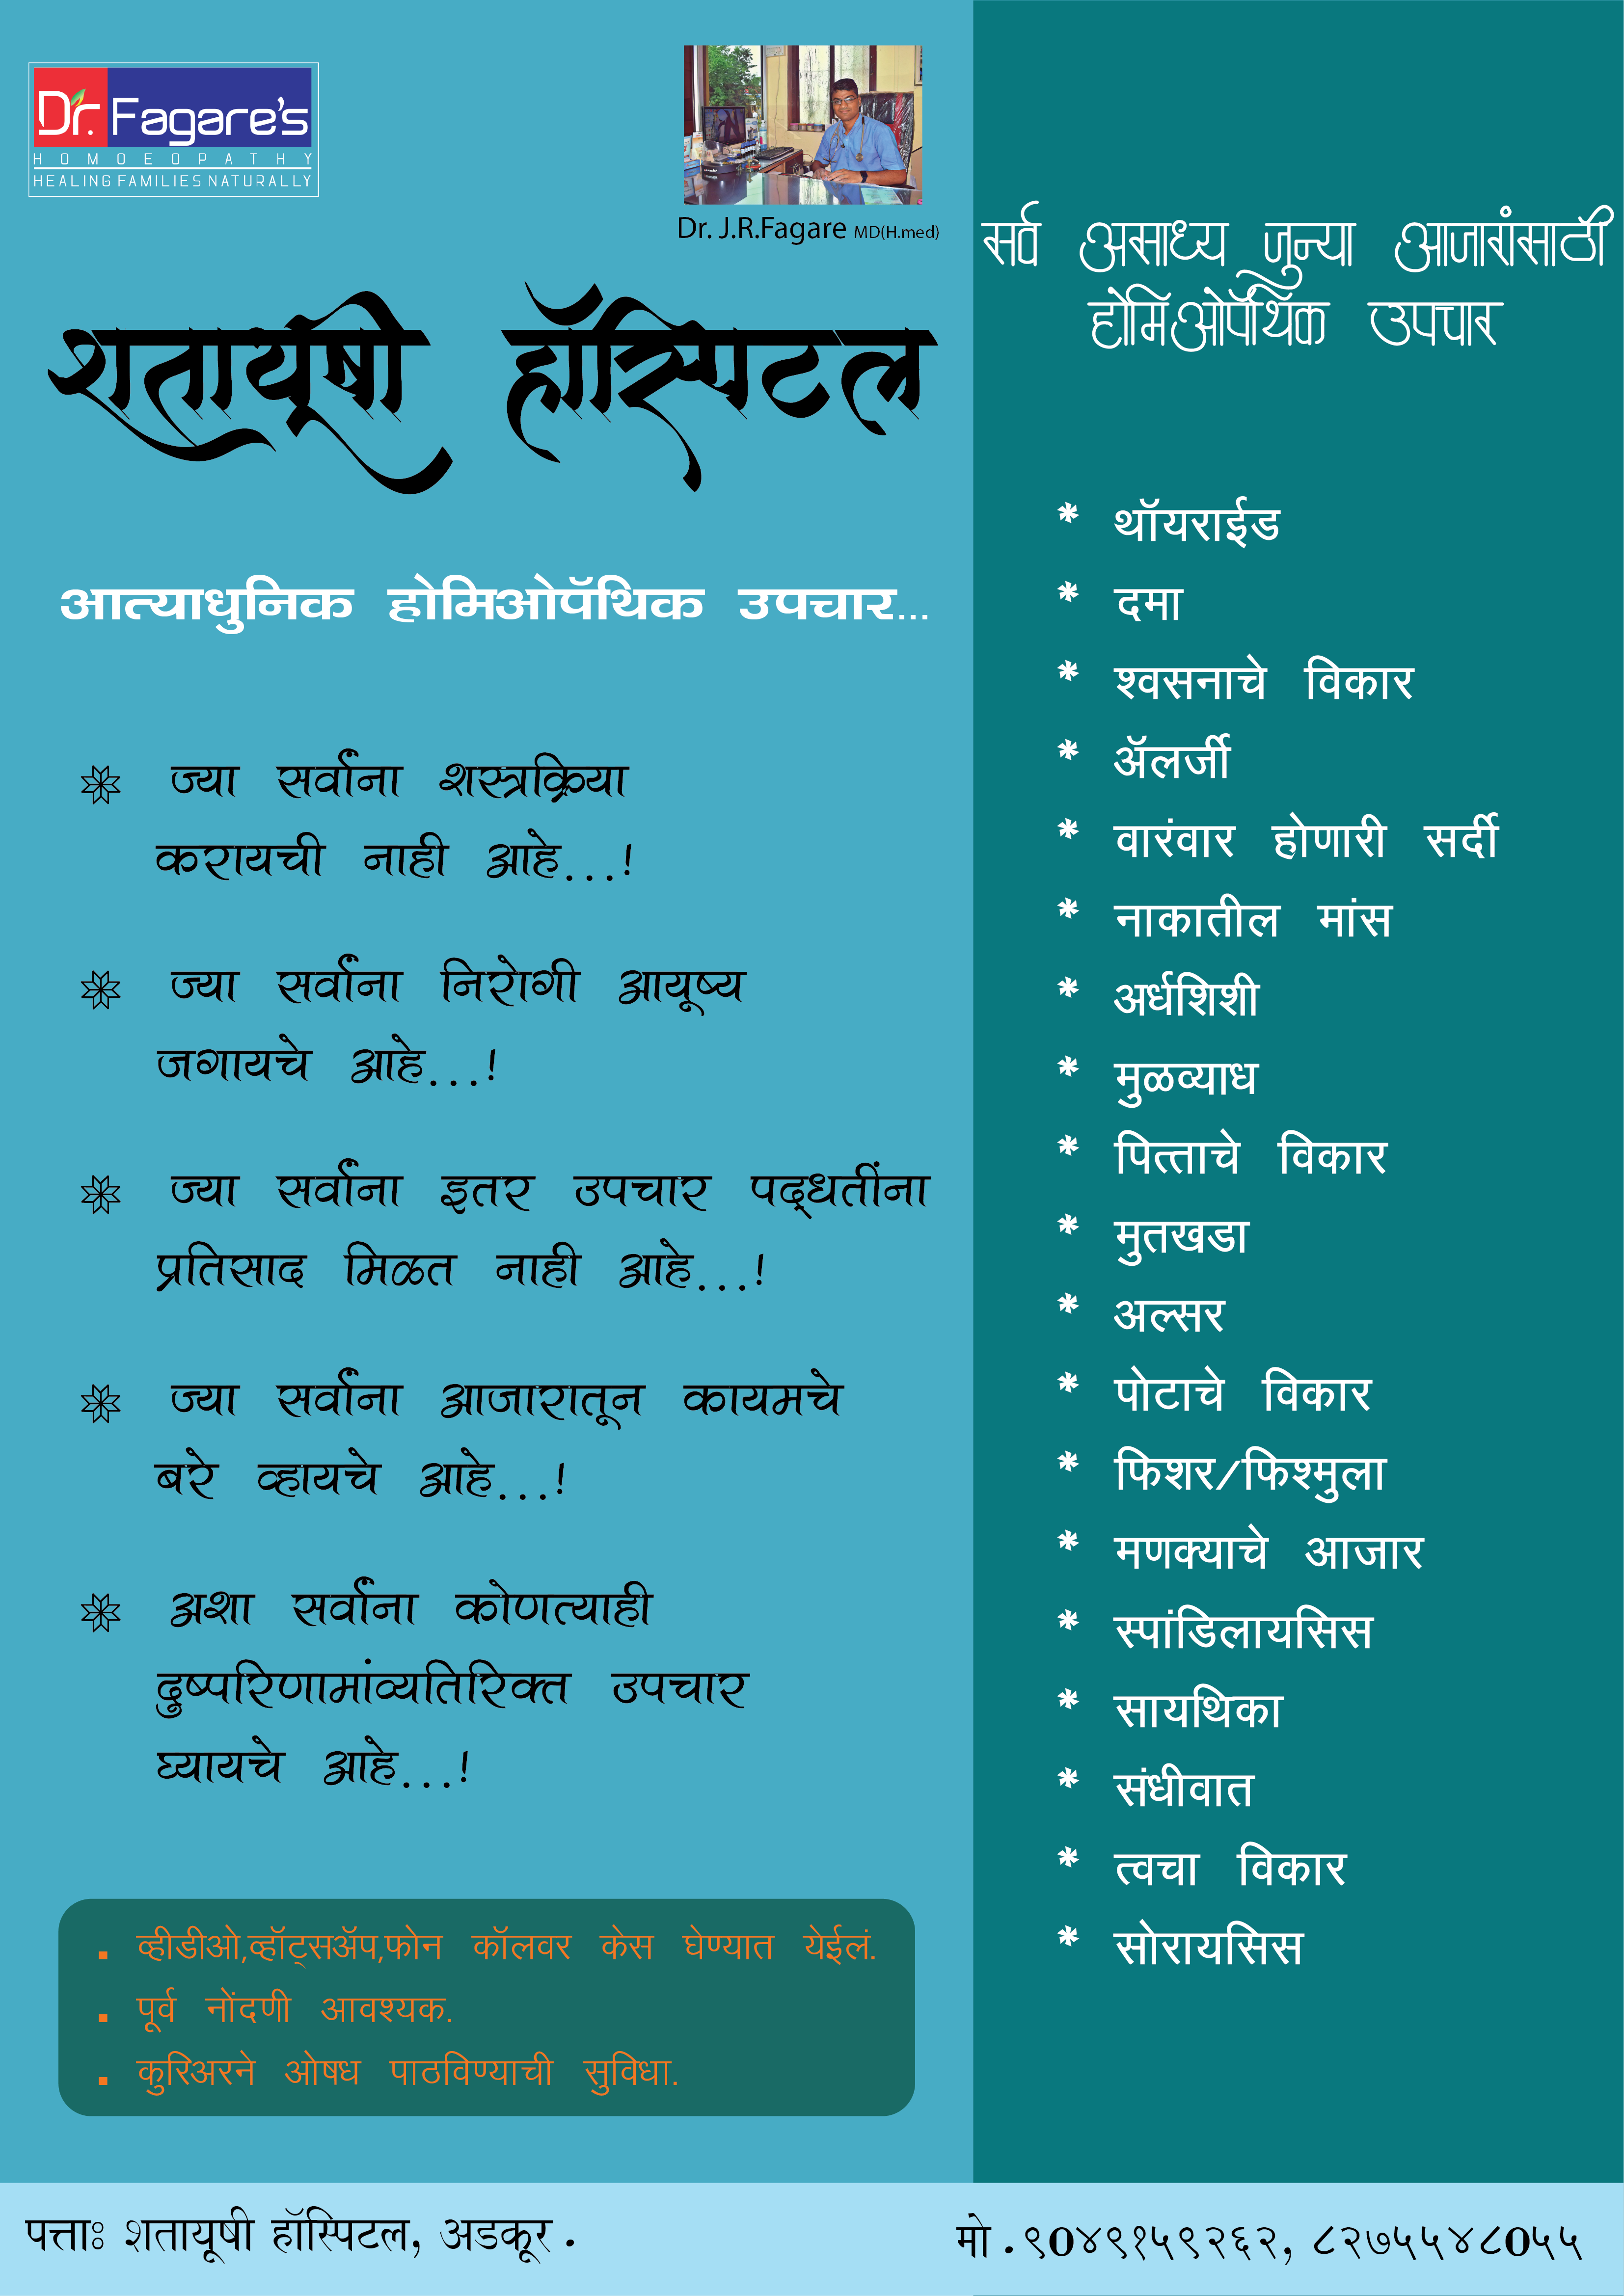 Dr. Fagare's
HOMOEOPATHY
HEALING FAMILIES NATURALLY
Dr. J.R.Fagare MD(H.med)
शतायूषी हॉस्पिटल
आत्याधुनिक होमिओपॅथिक उपचार...
ज्या सर्वांना शस्त्रक्रिया
करायची नाही आहे...!
ज्या सर्वांना निरोगी आयूष्य
जगायचे आहे...!
ज्या सर्वांना इतर उपचार पद्धतींना
प्रतिसाद मिळत नाही आहे...!
ज्या सर्वांना आजारातून कायमचे
बरे व्हायचे आहे...!
अशा सर्वांना कोणत्याही
दुष्परिणामांव्यतिरिक्त उपचार
घ्यायचे आहे...!
▪ व्हीडीओ,व्हॉट्सॲप,फोन कॉलवर केस घेण्यात येईलं.
▪ पूर्व नोंदणी आवश्यक.
▪ कुरिअरने ओषध पाठविण्याची सुविधा.
सर्व असाध्य जुन्या आजारांसाठी
होमिओपॅथिक उपचार
* थॉयराईड
* दमा
* श्वसनाचे विकार
* ॲलर्जी
* वारंवार होणारी सर्दी
* नाकातील मांस
* अर्धशिशी
* मुळव्याध
* पित्ताचे विकार
* मुतखडा
* अल्सर
* पोटाचे विकार
* फिशर/फिश्मुला
* मणक्याचे आजार
* स्पांडिलायसिस
* सायथिका
* संधीवात
* त्वचा विकार
* सोरायसिस
पत्ताः शतायूषी हॉस्पिटल, अडकूर .
मो . ९०४९१५९२६२, ८२७५५४८०५५